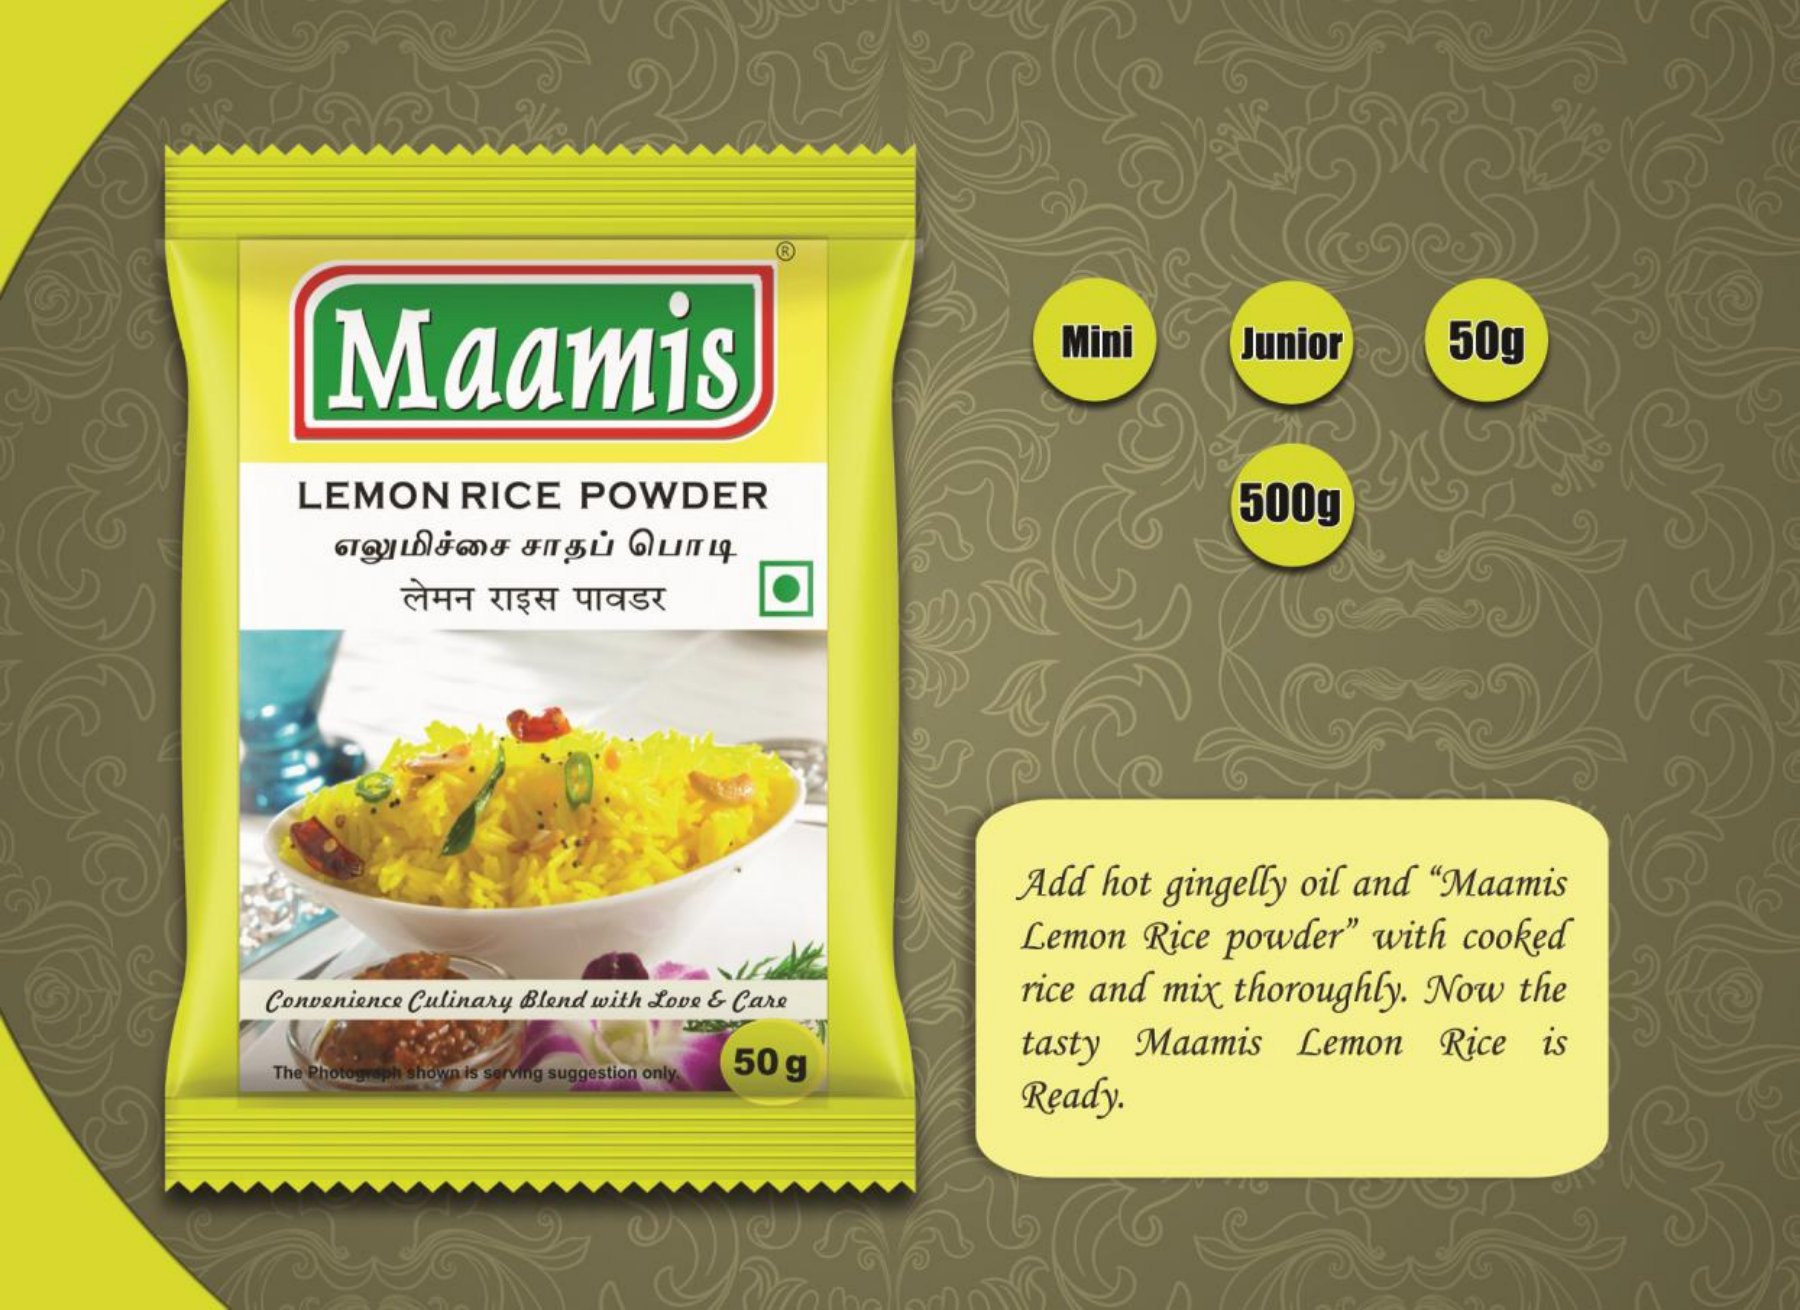 ®
Maamis
LEMON RICE POWDER
எலுமிச்சை சாதப் பொடி
लेमन राइस पावडर
Convenience Culinary Blend with Love & Care
The Photograph shown is serving suggestion only.
50 g
Mini
Junior
50g
500g
Add hot gingelly oil and “Maamis
Lemon Rice powder” with cooked
rice and mix thoroughly. Now the
tasty Maamis Lemon Rice is
Ready.